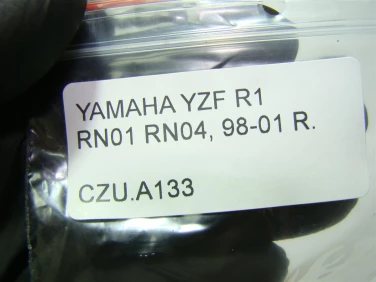 YAMAHA YZF R1
RN01 RN04, 98-01 R.
CZU.A133